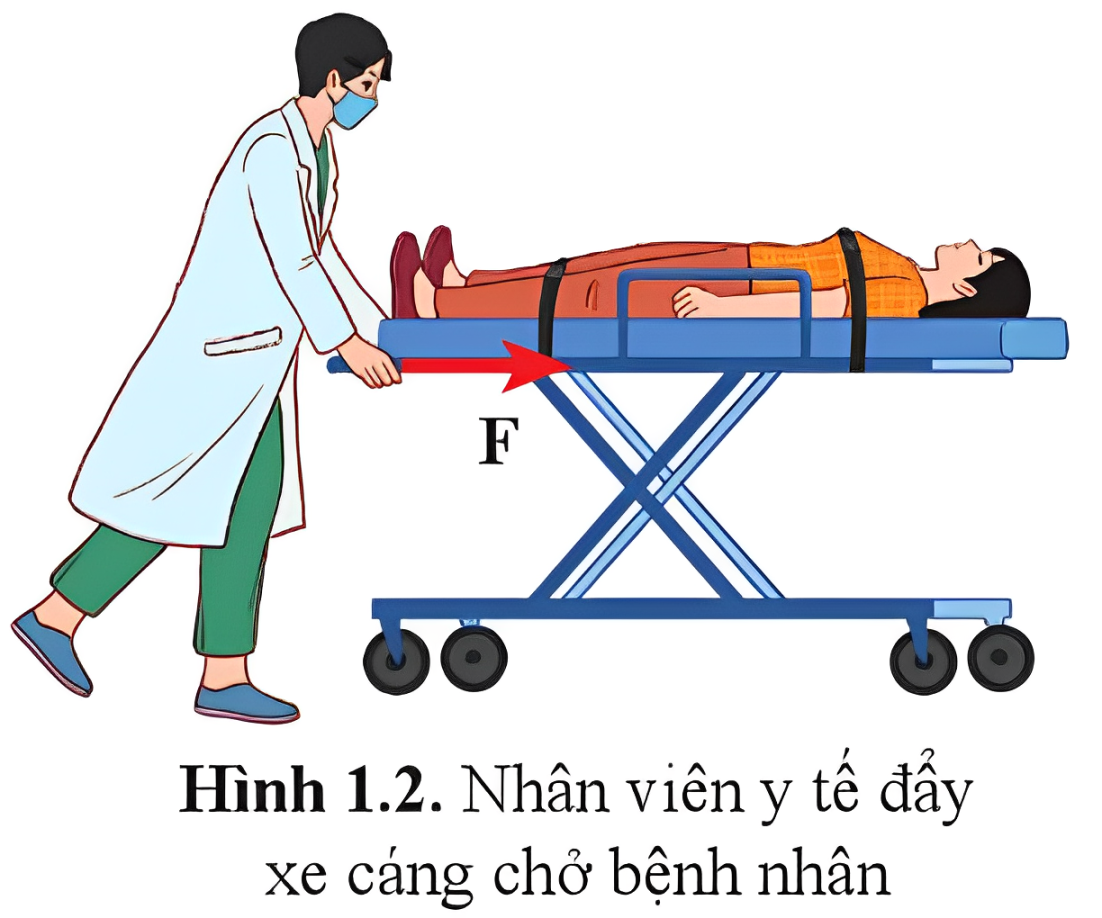 F
Hình 1.2. Nhân viên y tế đẩy
xe cáng chở bệnh nhân